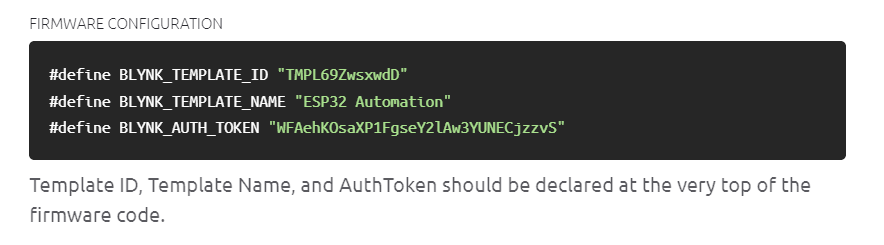 FIRMWARE CONFIGURATION
#define BLYNK_TEMPLATE_ID "TMPL69ZwsxwdD"
#define BLYNK_TEMPLATE_NAME "ESP32 Automation"
#define BLYNK_AUTH_TOKEN "WFAehKOsaXP1FgseY2lAw3YUNECjzzvS"
Template ID, Template Name, and AuthToken should be declared at the very top of the
firmware code.